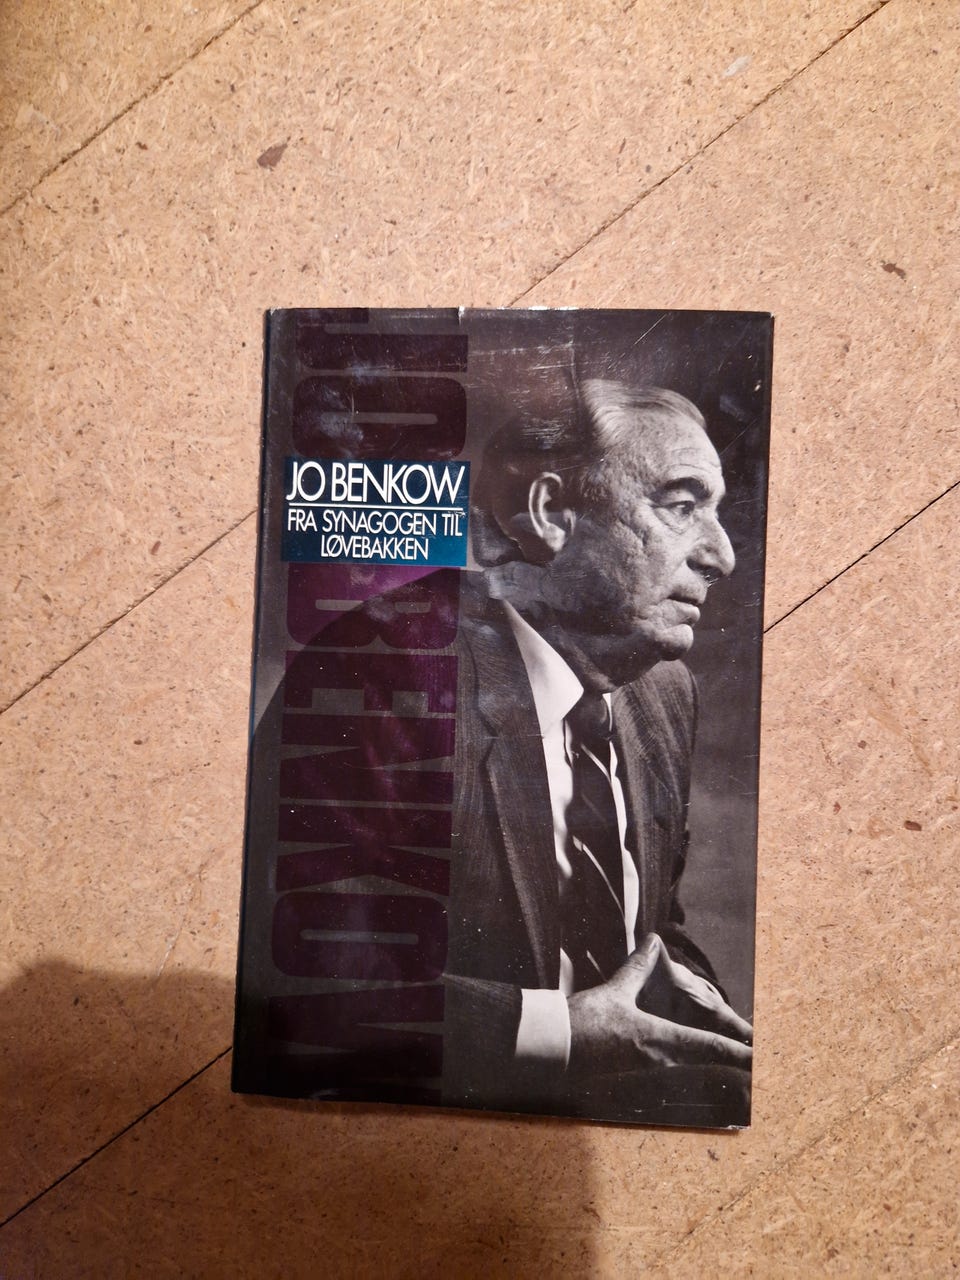 JO BENKOW
FRA SYNAGOGEN TIL
LØVEBAKKEN
JO BENKOW